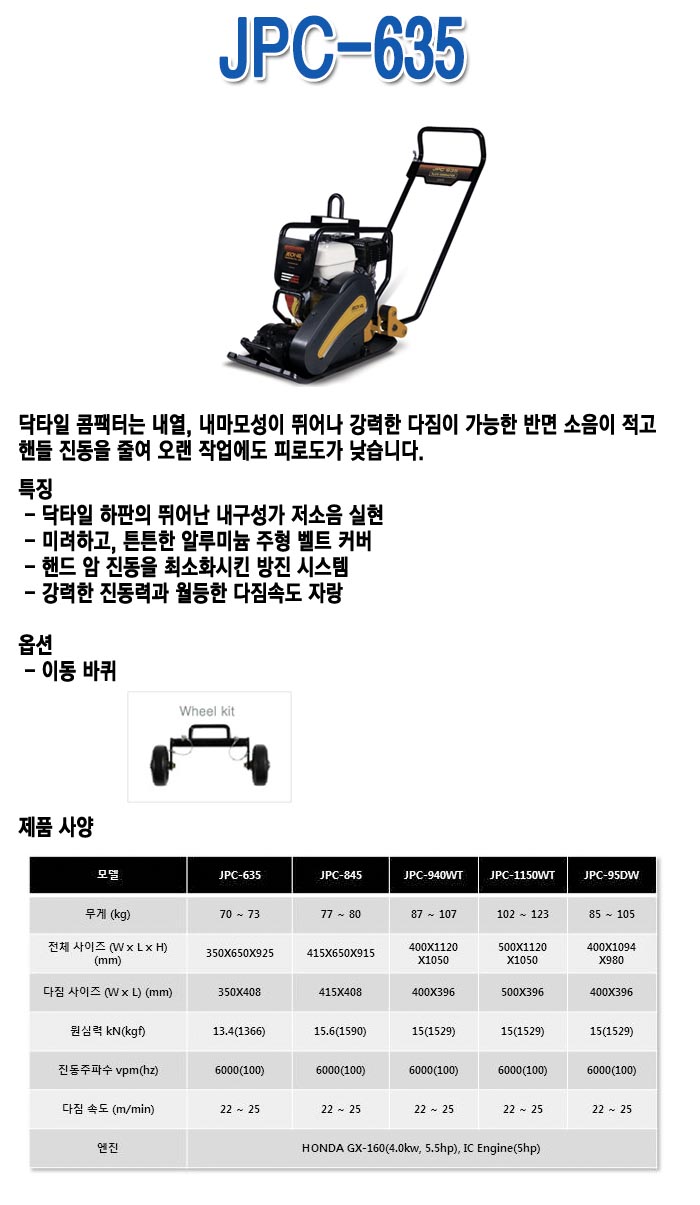 JPC-635
JPC 635
JEONIL
닥타일 콤팩터는 내열, 내마모성이 뛰어나 강력한 다짐이 가능한 반면 소음이 적고
핸들 진동을 줄여 오랜 작업에도 피로도가 낮습니다.
특징
- 닥타일 하판의 뛰어난 내구성가 저소음 실현
- 미려하고, 튼튼한 알루미늄 주형 벨트 커버
- 핸드 암 진동을 최소화시킨 방진 시스템
- 강력한 진동력과 월등한 다짐속도 자랑
옵션
- 이동 바퀴
Wheel kit
제품 사양
모델 JPC-635 JPC-845 JPC-940WT JPC-1150WT JPC-95DW
무게 (kg) 70 ~ 73 77 ~ 80 87 ~ 107 102 ~ 123 85 ~ 105
전체 사이즈 (W x L x H) (mm) 350X650X925 415X650X915 400X1120 X1050 500X1120 X1050 400X1094 X980
다짐 사이즈 (W x L) (mm) 350X408 415X408 400X396 500X396 400X396
원심력 kN(kgf) 13.4(1366) 15.6(1590) 15(1529) 15(1529) 15(1529)
진동주파수 vpm(hz) 6000(100) 6000(100) 6000(100) 6000(100) 6000(100)
다짐 속도 (m/min) 22 ~ 25 22 ~ 25 22 ~ 25 22 ~ 25 22 ~ 25
엔진 HONDA GX-160(4.0kw, 5.5hp), IC Engine(5hp)